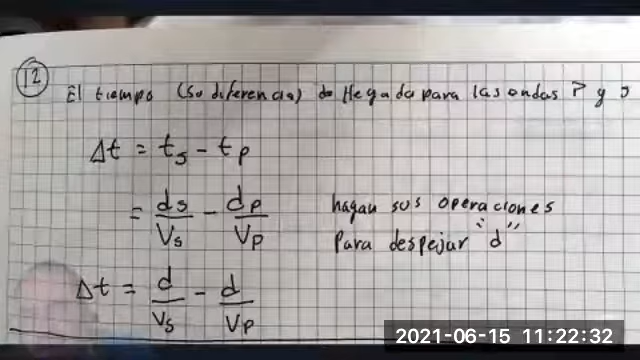 12
El tiempo (su diferencia) de llegada para las ondas P y S
Δt = ts - tp
= ds/Vs - dp/Vp
hagan sus operaciones
Para despejar "d"
Δt = d/Vs - d/Vp
2021-06-15 11:22:32